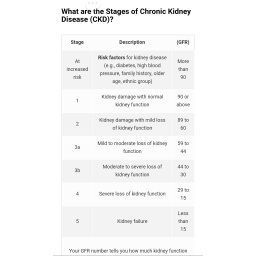 What are the Stages of Chronic Kidney
Disease (CKD)?
Stage Description (GFR)
At increased risk Risk factors for kidney disease (e.g., diabetes, high blood pressure, family history, older age, ethnic group) More than 90
1 Kidney damage with normal kidney function 90 or above
2 Kidney damage with mild loss of kidney function 89 to 60
3a Mild to moderate loss of kidney function 59 to 44
3b Moderate to severe loss of kidney function 44 to 30
4 Severe loss of kidney function 29 to 15
5 Kidney failure Less than 15
Your GFR number tells you how much kidney function